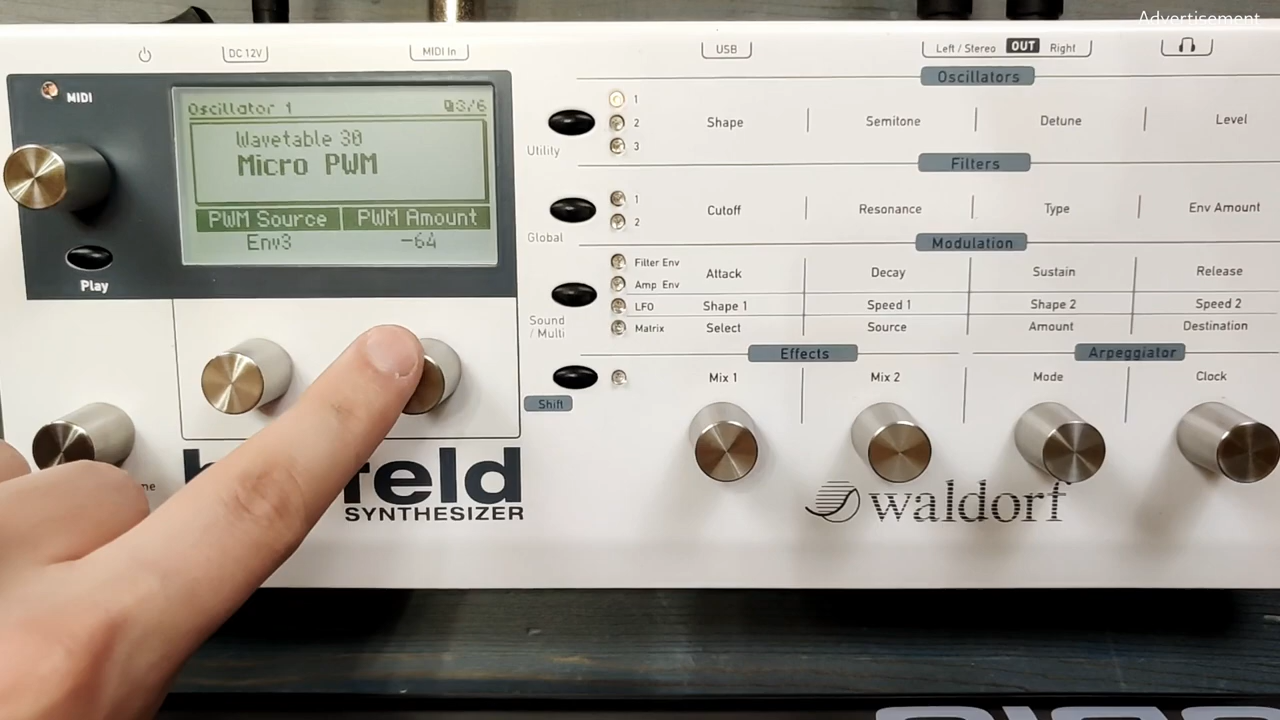 Advertisement
DC 12V
MIDI In
USB
Left / Stereo OUT Right
MIDI
Oscillator 1 3/6
Wavetable 30
Micro PWM
PWM Source PWM Amount
Env3 -64
Play
Oscillators
1
2
3
Shape Semitone Detune Level
Utility
Filters
1
2
Cutoff Resonance Type Env Amount
Global
Modulation
Filter Env
Amp Env
Attack Decay Sustain Release
LFO Shape 1 Speed 1 Shape 2 Speed 2
Matrix Select Source Amount Destination
Sound
/ Multi
Effects Arpeggiator
Mix 1 Mix 2 Mode Clock
Shift
SYNTHESIZER
waldorf